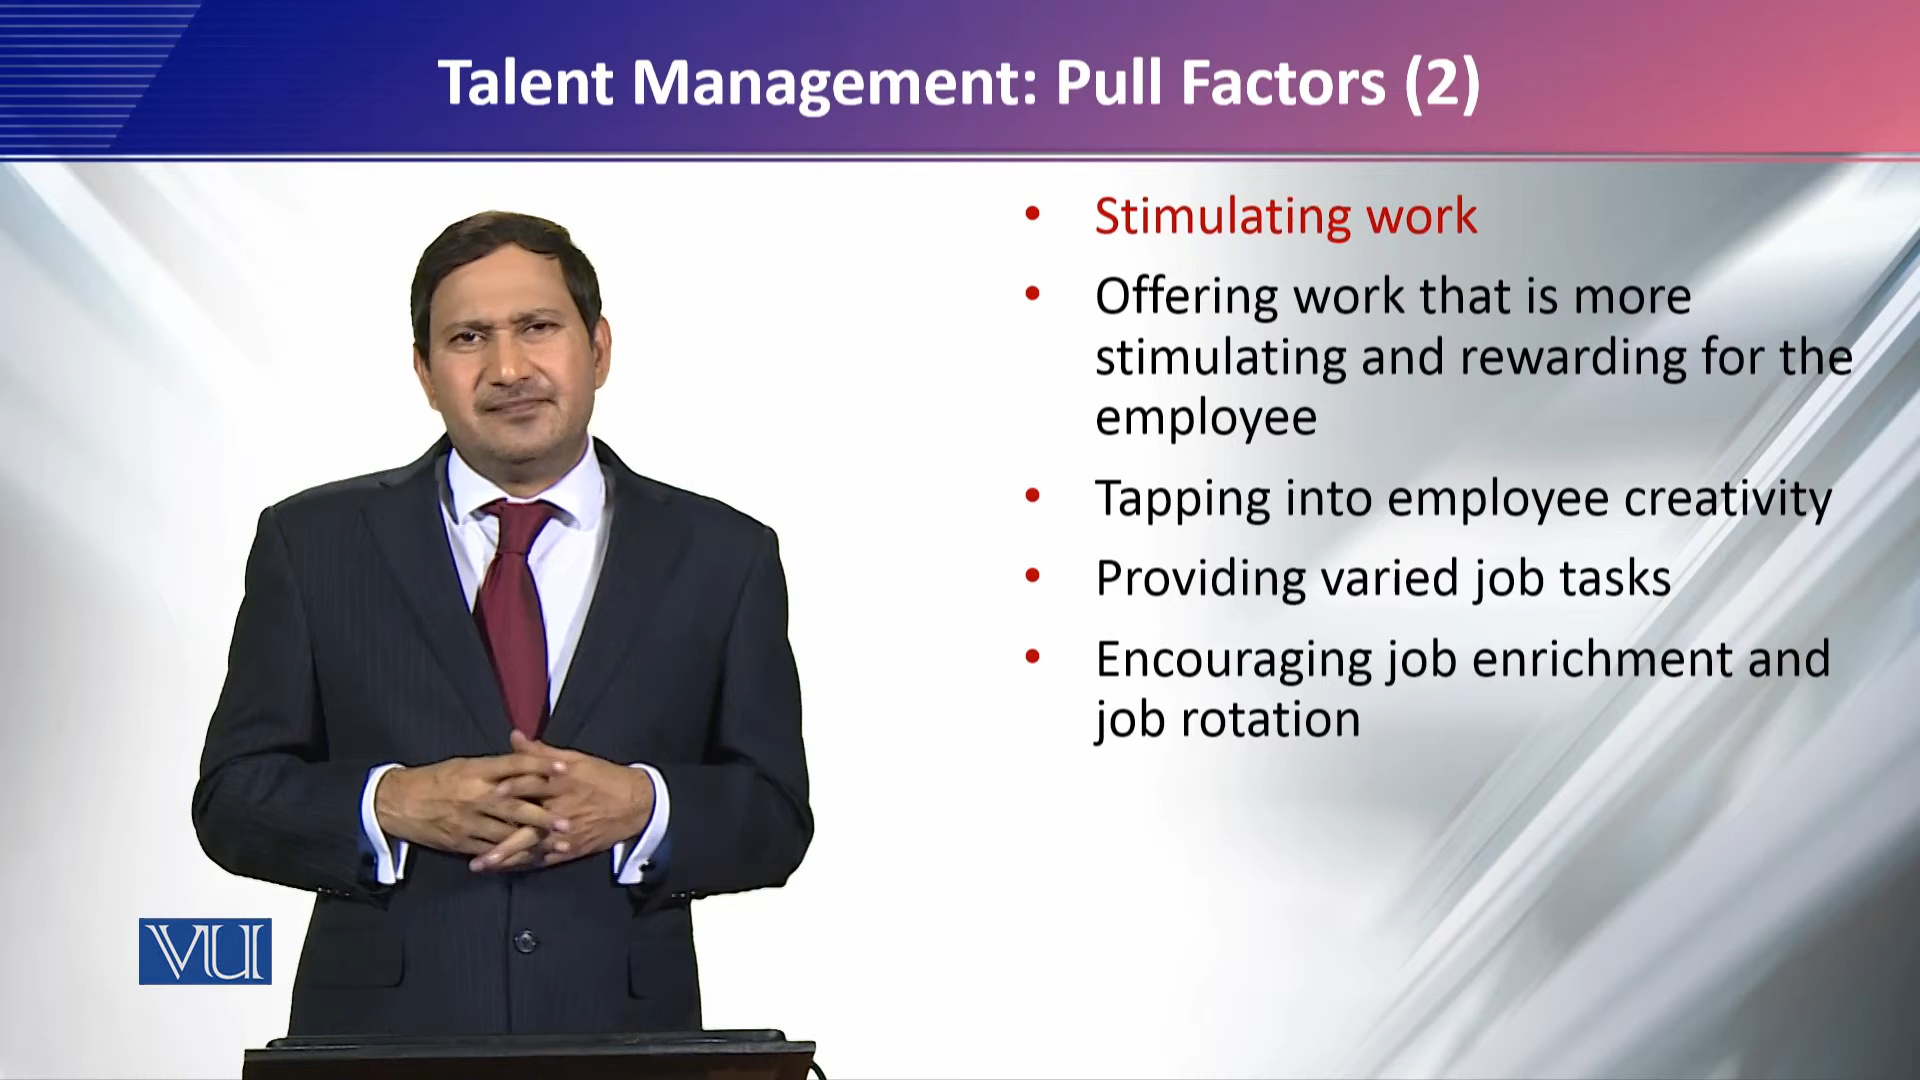 Talent Management: Pull Factors (2)
• Stimulating work
• Offering work that is more
stimulating and rewarding for the
employee
• Tapping into employee creativity
• Providing varied job tasks
• Encouraging job enrichment and
job rotation
VU